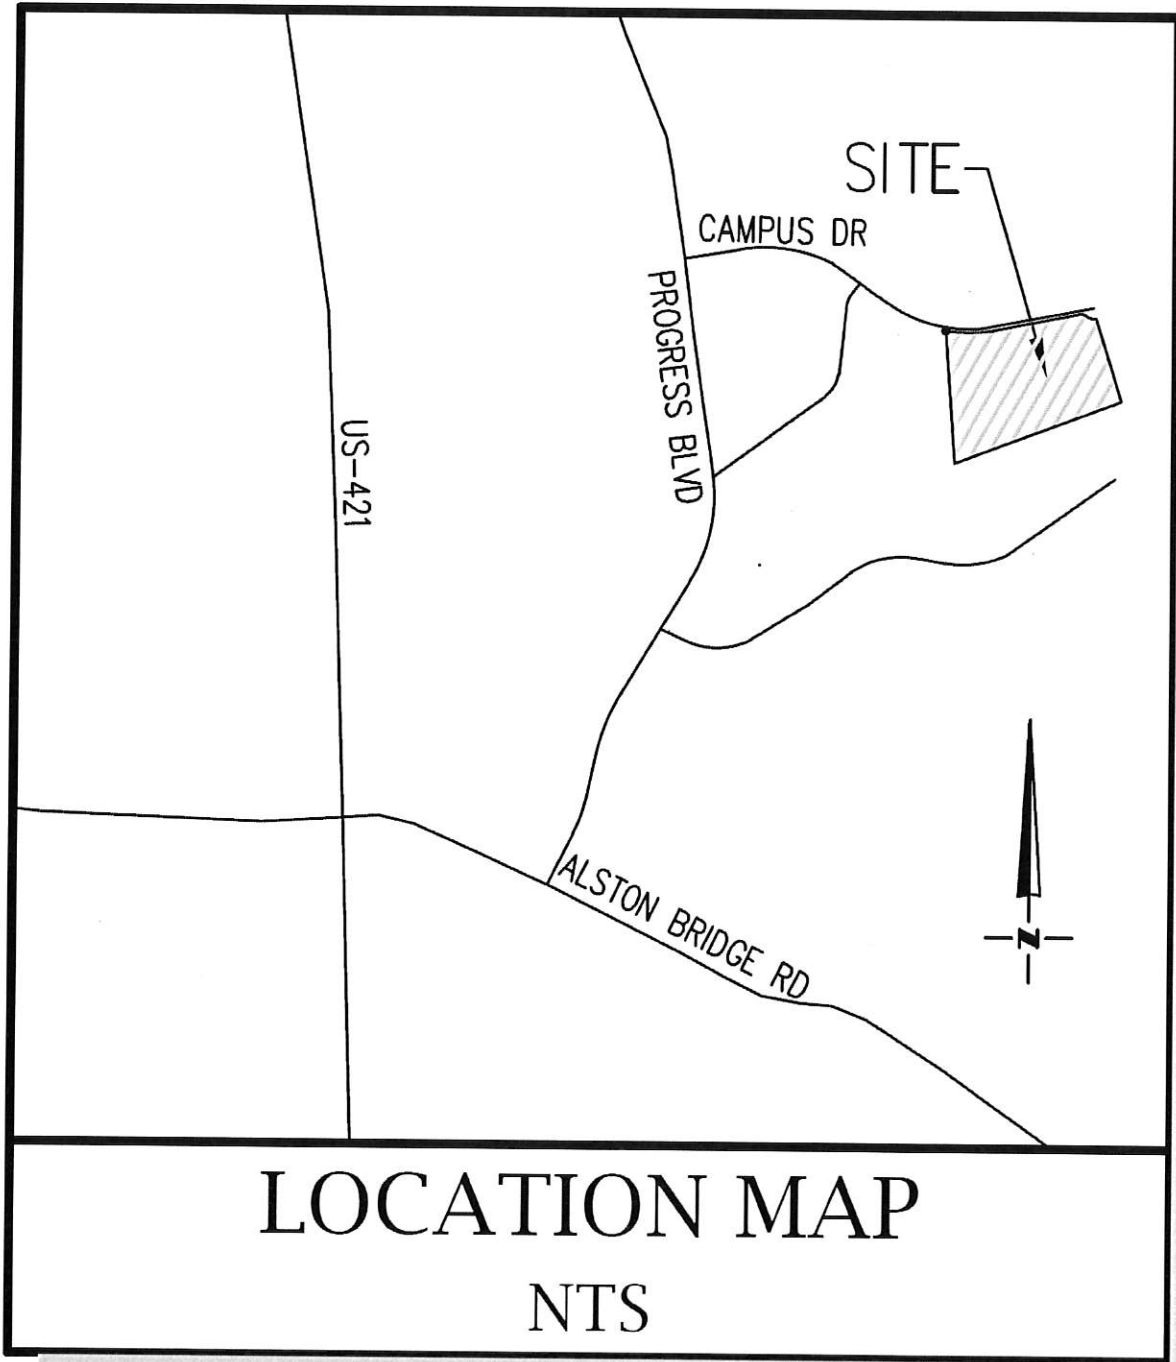 SITE
CAMPUS DR
PROGRESS BLVD
US-421
ALSTON BRIDGE RD
N
LOCATION MAP
NTS